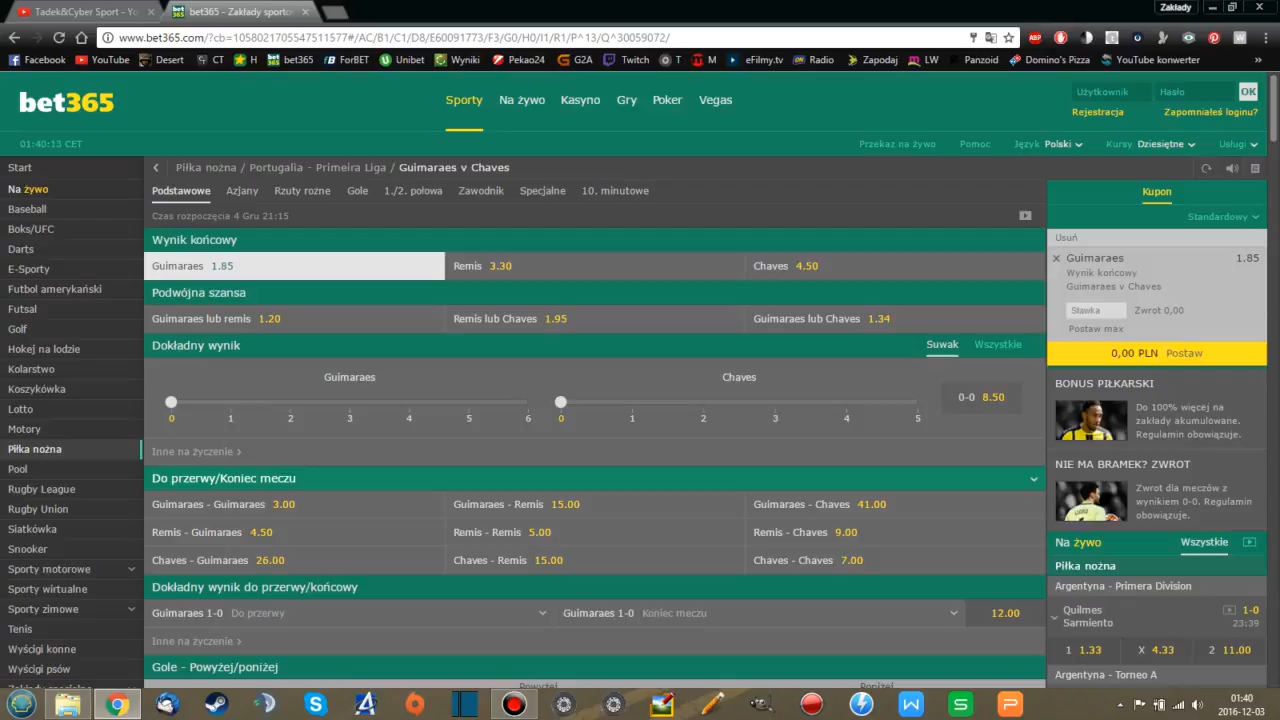 Tadek&Cyber Sport - Yo
bet365 - Zakłady sportow
Zakłady
www.bet365.com/?cb=1058021705547511577#/AC/B1/C1/D8/E60091773/F3/G0/H0/I1/R1/P^13/Q^30059072/
Facebook YouTube Desert CT H bet365 ForBET Unibet Wyniki Pekao24 G2A Twitch T M eFilmy.tv Radio Zapodaj LW Panzoid Domino's Pizza YouTube konwerter »
bet365
Sporty Na żywo Kasyno Gry Poker Vegas
Użytkownik Hasło OK
Rejestracja Zapomniałeś loginu?
01:40:13 CET
Przekaz na żywo Pomoc Język Polski Kursy Dziesiętne Usługi
Start
Na żywo
Baseball
Boks/UFC
Darts
E-Sporty
Futbol amerykański
Futsal
Golf
Hokej na lodzie
Kolarstwo
Koszykówka
Lotto
Motory
Piłka nożna
Pool
Rugby League
Rugby Union
Siatkówka
Snooker
Sporty motorowe
Sporty wirtualne
Sporty zimowe
Tenis
Wyścigi konne
Wyścigi psów
Zakłady specjalne
Piłka nożna / Portugalia - Primeira Liga / Guimaraes v Chaves
Podstawowe Azjany Rzuty rożne Gole 1./2. połowa Zawodnik Specjalne 10. minutowe
Czas rozpoczęcia 4 Gru 21:15
Wynik końcowy
Guimaraes 1.85 Remis 3.30 Chaves 4.50
Podwójna szansa
Guimaraes lub remis 1.20 Remis lub Chaves 1.95 Guimaraes lub Chaves 1.34
Dokładny wynik Suwak Wszystkie
Guimaraes Chaves
0 1 2 3 4 5 6 0 1 2 3 4 5
0-0 8.50
Inne na życzenie >
Do przerwy/Koniec meczu
Guimaraes - Guimaraes 3.00 Guimaraes - Remis 15.00 Guimaraes - Chaves 41.00
Remis - Guimaraes 4.50 Remis - Remis 5.00 Remis - Chaves 9.00
Chaves - Guimaraes 26.00 Chaves - Remis 15.00 Chaves - Chaves 7.00
Dokładny wynik do przerwy/końcowy
Guimaraes 1-0 Do przerwy Guimaraes 1-0 Koniec meczu 12.00
Inne na życzenie >
Gole - Powyżej/poniżej
Powyżej Poniżej
Kupon
Standardowy
Usuń
Guimaraes 1.85
Wynik końcowy
Guimaraes v Chaves
Stawka Zwrot 0,00
Postaw max
0,00 PLN Postaw
BONUS PIŁKARSKI
Do 100% więcej na
zakłady akumulowane.
Regulamin obowiązuje.
NIE MA BRAMEK? ZWROT
Zwrot dla meczów z
wynikiem 0-0. Regulamin
obowiązuje.
Na żywo Wszystkie
Piłka nożna
Argentyna - Primera Division
Quilmes 1-0
Sarmiento 23:39
1 1.33 X 4.33 2 11.00
Argentyna - Torneo A
01:40
2016-12-03